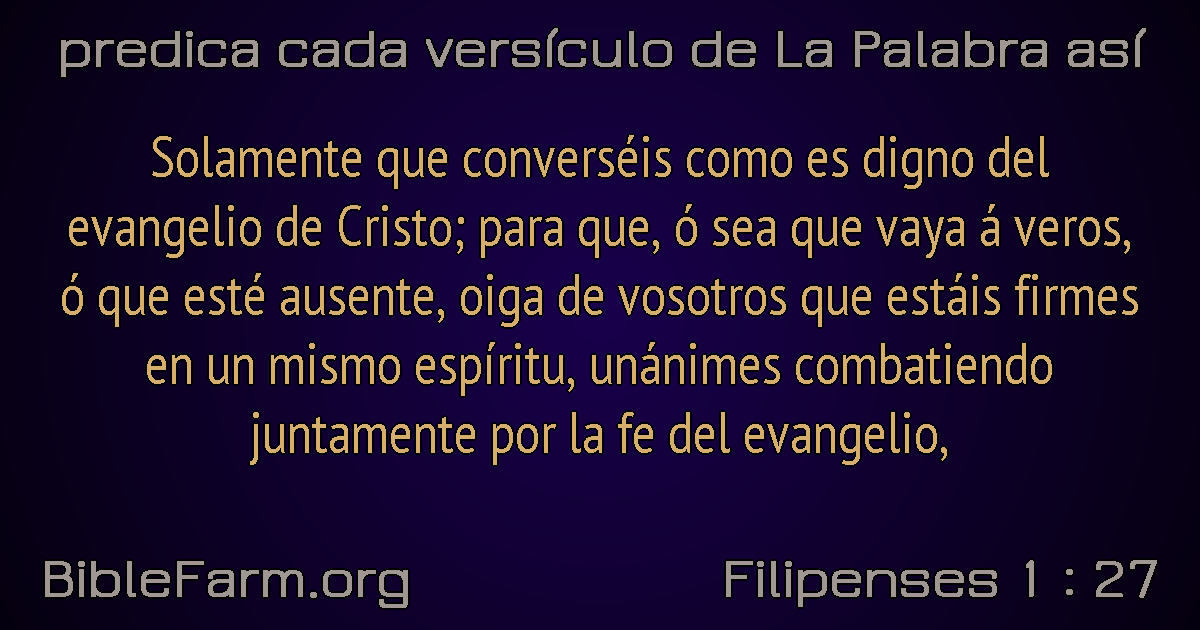 predica cada versículo de La Palabra así
Solamente que converséis como es digno del
evangelio de Cristo; para que, ó sea que vaya á veros,
ó que esté ausente, oiga de vosotros que estáis firmes
en un mismo espíritu, unánimes combatiendo
juntamente por la fe del evangelio,
BibleFarm.org
Filipenses 1 : 27